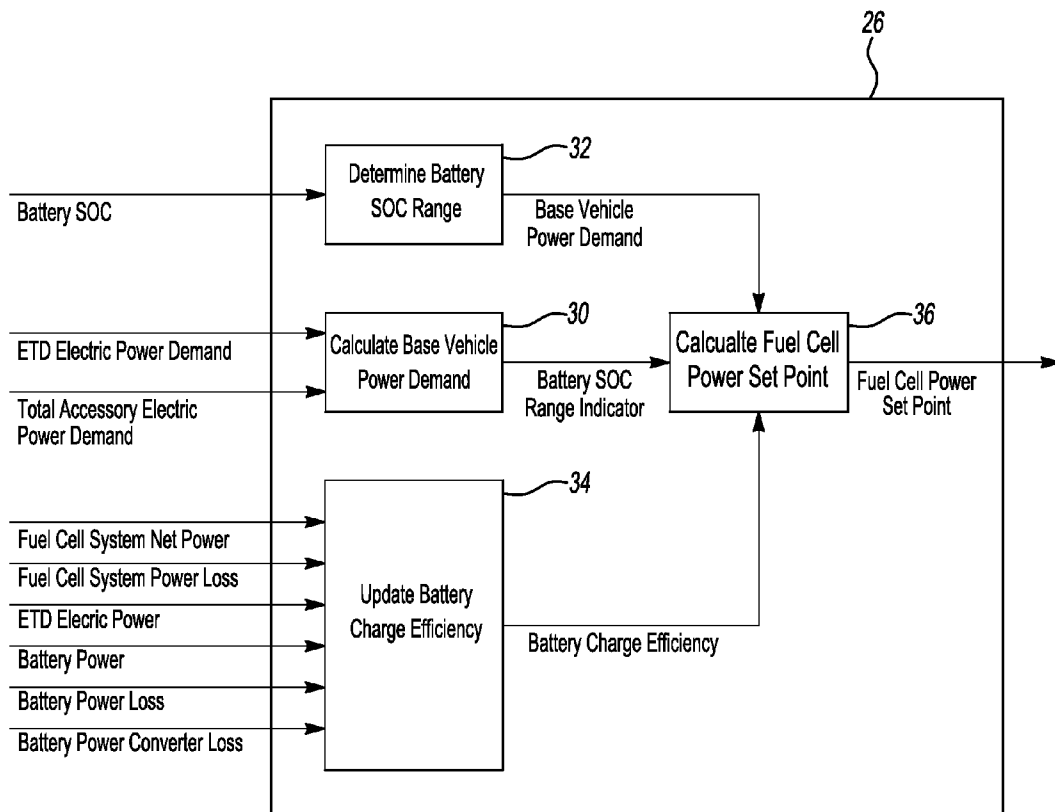 26
32
Determine Battery
SOC Range
Battery SOC
Base Vehicle
Power Demand
30
36
ETD Electric Power Demand
Calculate Base Vehicle
Power Demand
Calcualte Fuel Cell
Power Set Point
Total Accessory Electric
Power Demand
Battery SOC
Range Indicator
Fuel Cell Power
Set Point
34
Fuel Cell System Net Power
Fuel Cell System Power Loss
ETD Elecric Power
Battery Power
Battery Power Loss
Battery Power Converter Loss
Update Battery
Charge Efficiency
Battery Charge Efficiency